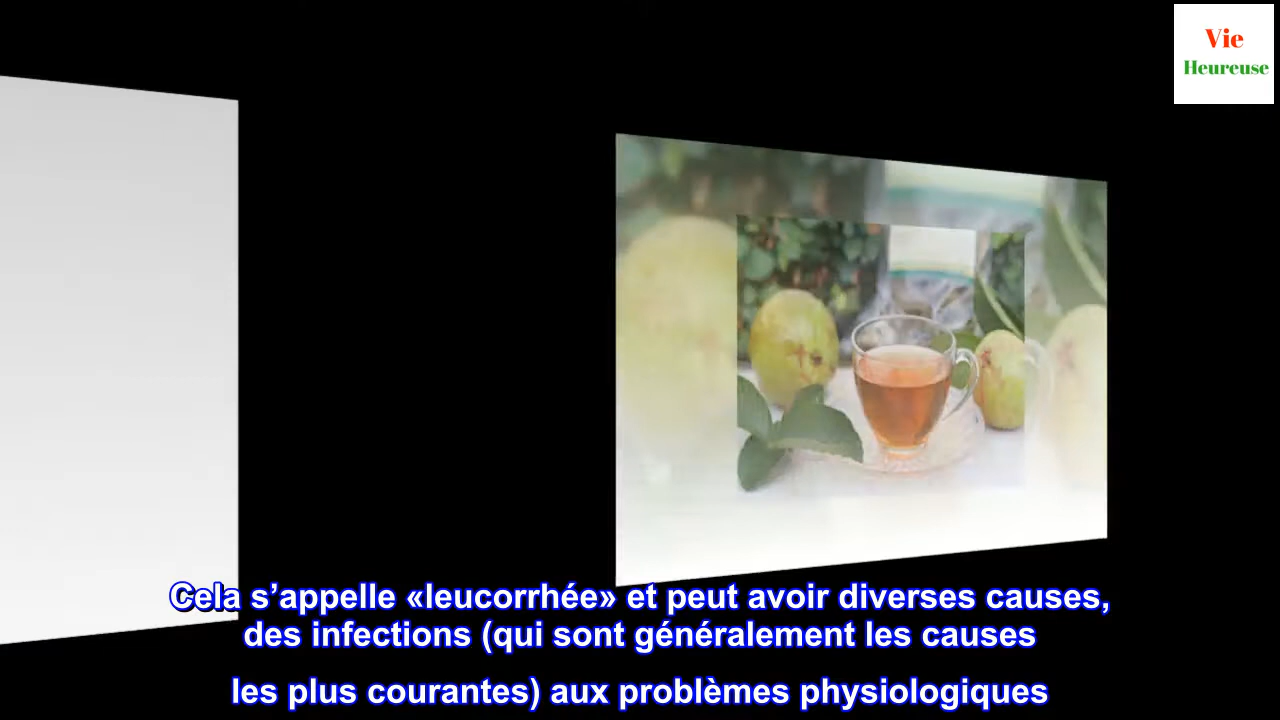 Vie
Heureuse
Cela s’appelle «leucorrhée» et peut avoir diverses causes,
des infections (qui sont généralement les causes
les plus courantes) aux problèmes physiologiques